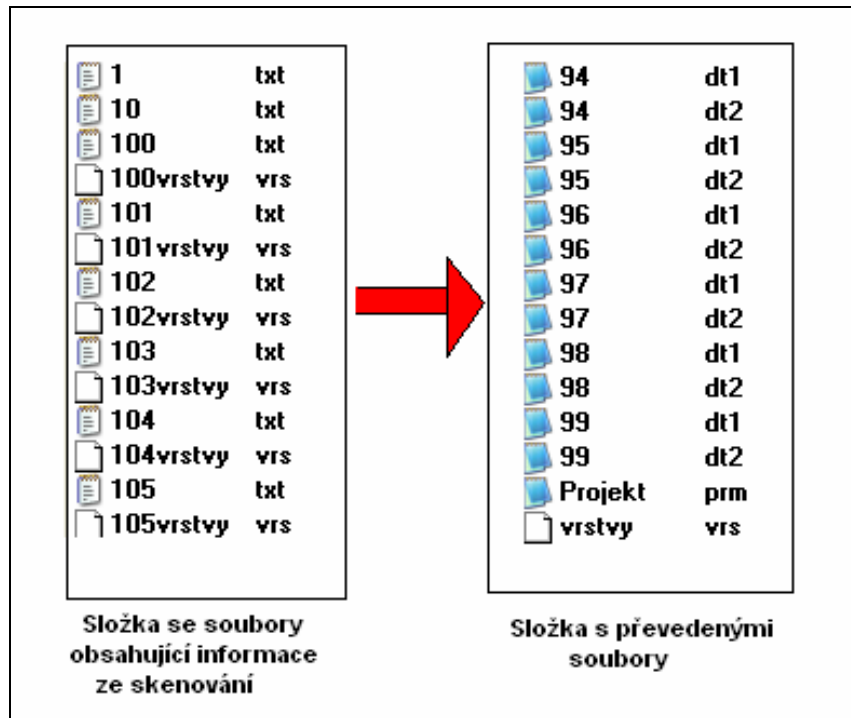 1 txt
10 txt
100 txt
100vrstvy vrs
101 txt
101vrstvy vrs
102 txt
102vrstvy vrs
103 txt
103vrstvy vrs
104 txt
104vrstvy vrs
105 txt
105vrstvy vrs
Složka se soubory
obsahující informace
ze skenování
94 dt1
94 dt2
95 dt1
95 dt2
96 dt1
96 dt2
97 dt1
97 dt2
98 dt1
98 dt2
99 dt1
99 dt2
Projekt prm
vrstvy vrs
Složka s převedenými
soubory